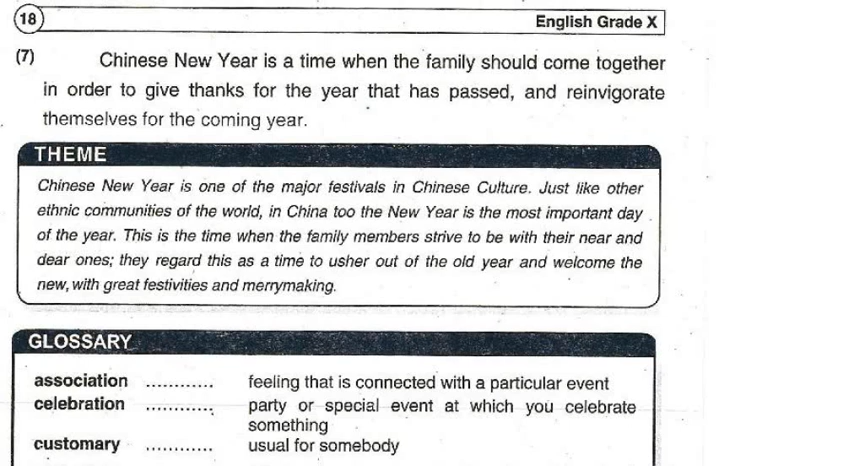 18
English Grade X
(7) Chinese New Year is a time when the family should come together
in order to give thanks for the year that has passed, and reinvigorate
themselves for the coming year.
THEME
Chinese New Year is one of the major festivals in Chinese Culture. Just like other
ethnic communities of the world, in China too the New Year is the most important day
of the year. This is the time when the family members strive to be with their near and
dear ones; they regard this as a time to usher out of the old year and welcome the
new, with great festivities and merrymaking.
GLOSSARY
association ............ feeling that is connected with a particular event
celebration ............ party or special event at which you celebrate
something
customary ............ usual for somebody